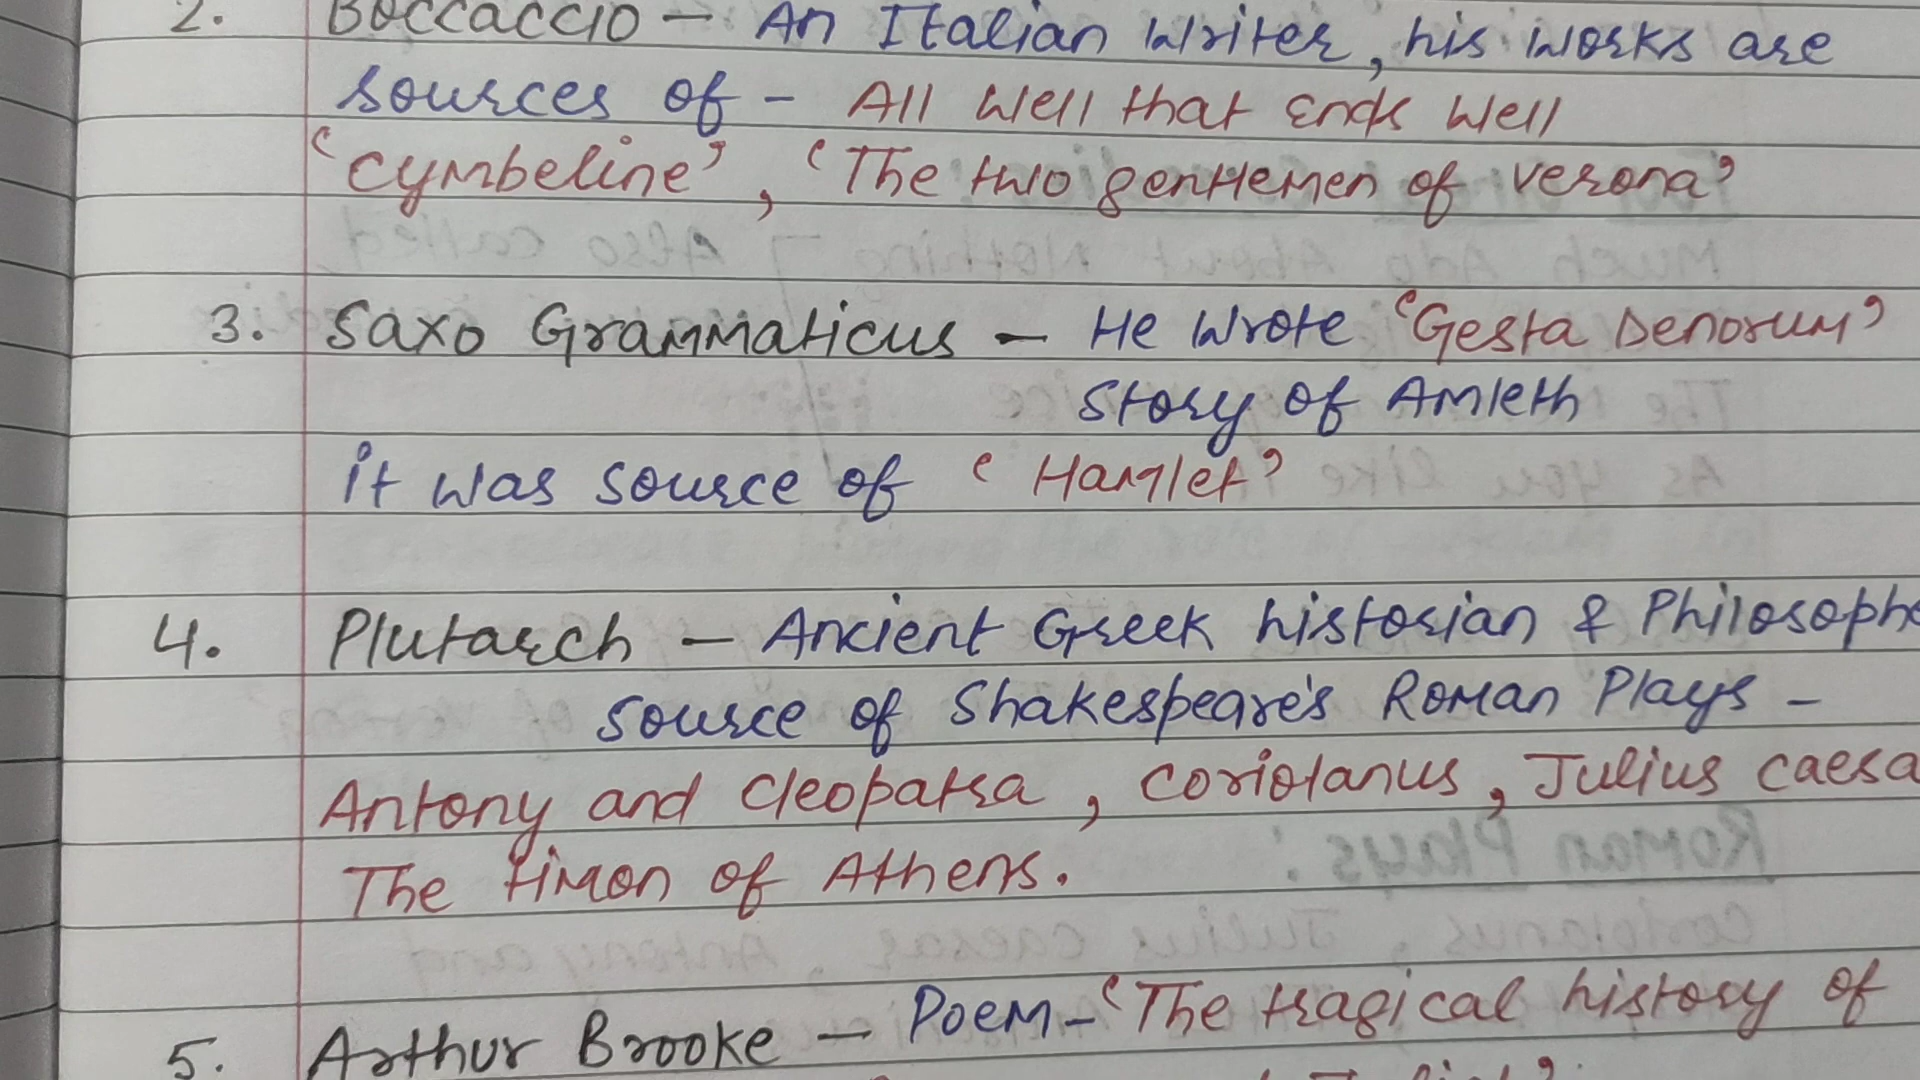 2. Boccaccio – An Italian Writer, his works are
sources of – All Well that Ends Well
'Cymbeline', 'The two gentlemen of Verona'
3. Saxo Grammaticus – He Wrote 'Gesta Denorum'
Story of Amleth
it was source of 'Hamlet'
4. Plutarch – Ancient Greek historian & Philosophe
source of Shakespeare's Roman Plays –
Antony and Cleopatra, Coriolanus, Julius Caesa
The timon of Athens.
5. Arthur Brooke – Poem – 'The tragical history of